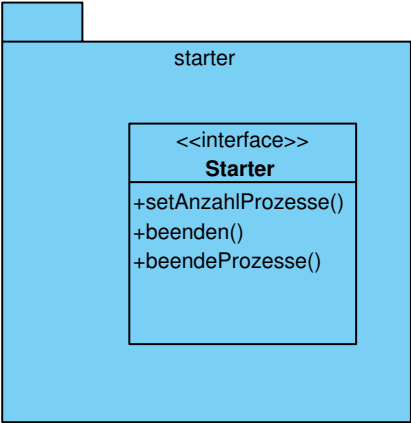 starter
<<interface>>
Starter
+setAnzahlProzesse()
+beenden()
+beendeProzesse()